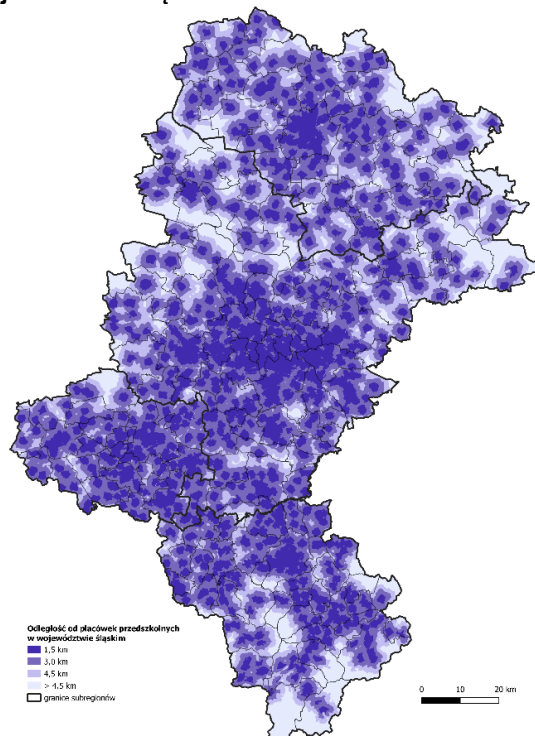 Odległość od placówek przedszkolnych
w województwie śląskim
1,5 km
3,0 km
4,5 km
> 4,5 km
granice subregionów
0 10 20 km